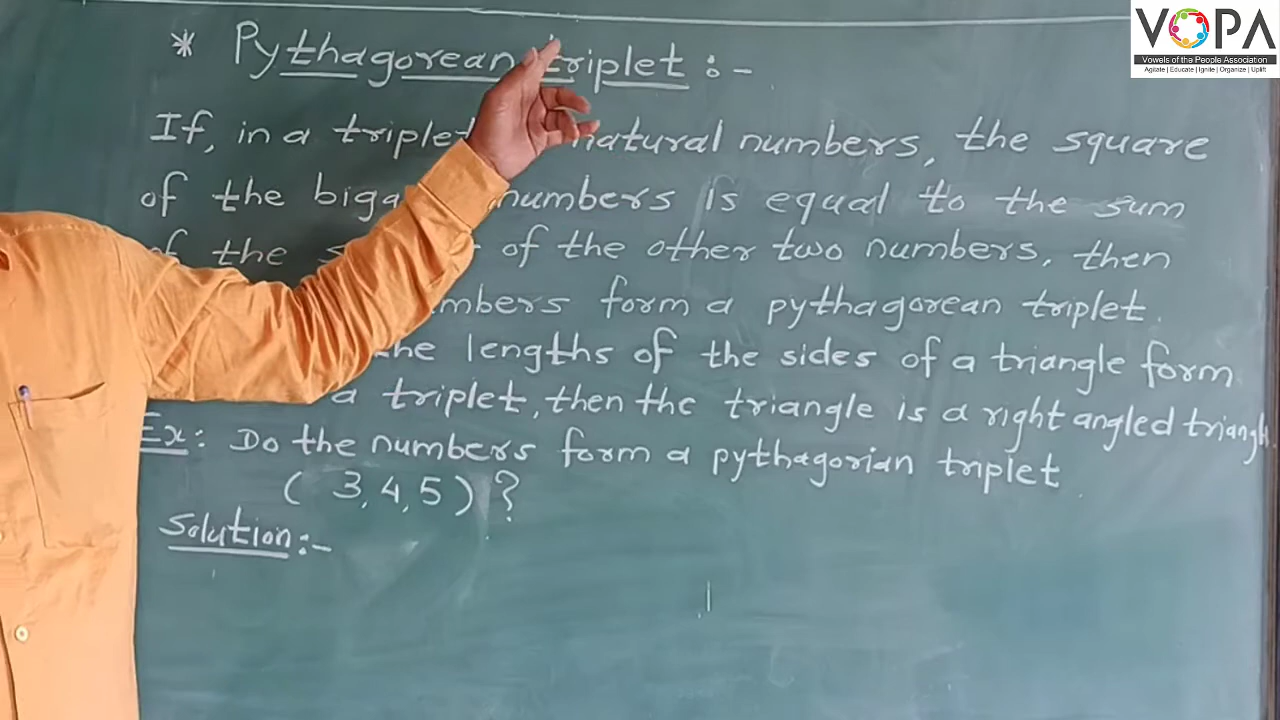 * Pythagorean triplet :-
If, in a triplet natural numbers, the square
of the bigg numbers is equal to the sum
of the of the other two numbers, then
mbers form a pythagorean triplet.
the lengths of the sides of a triangle form
a triplet, then the triangle is a right angled triangl
Ex: Do the numbers form a pythagorian triplet
( 3, 4, 5 ) ?
Solution :-
VOPA
Vowels of the People Association
Agitate | Educate | Ignite | Organize | Uplift